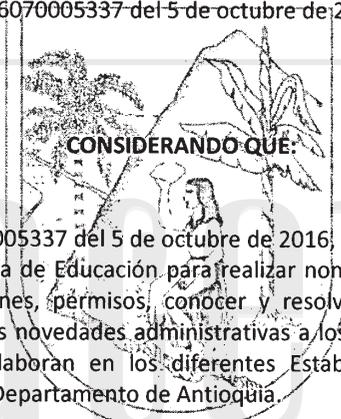 6070005337 del 5 de octubre de 2
CONSIDERANDO QUE:
005337 del 5 de octubre de 2016,
a de Educación para realizar nom
nes, permisos, conocer y resolv
s novedades administrativas a los
laboran en los diferentes Estab
Departamento de Antioquia.